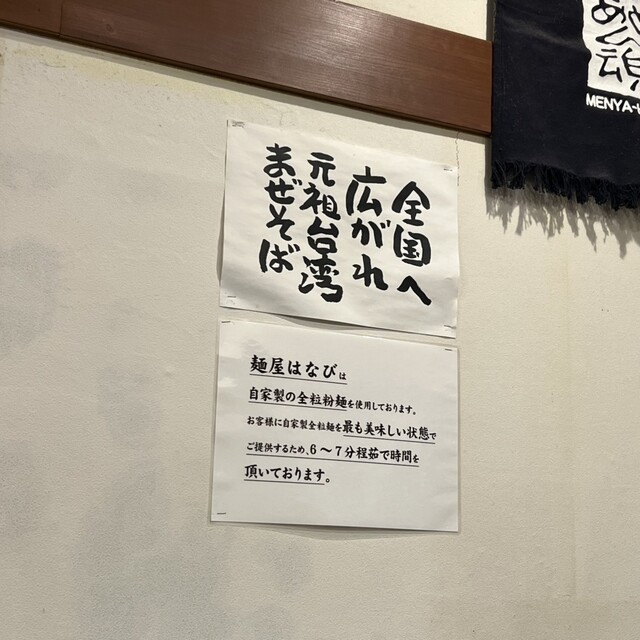 全国へ
広がれ
元祖台湾
まぜそば
麺屋はなびは
自家製の全粒粉麺を使用しております。
お客様に自家製全粒麺を最も美味しい状態で
ご提供するため、6～7分程茹で時間を
頂いております。
MENYA-